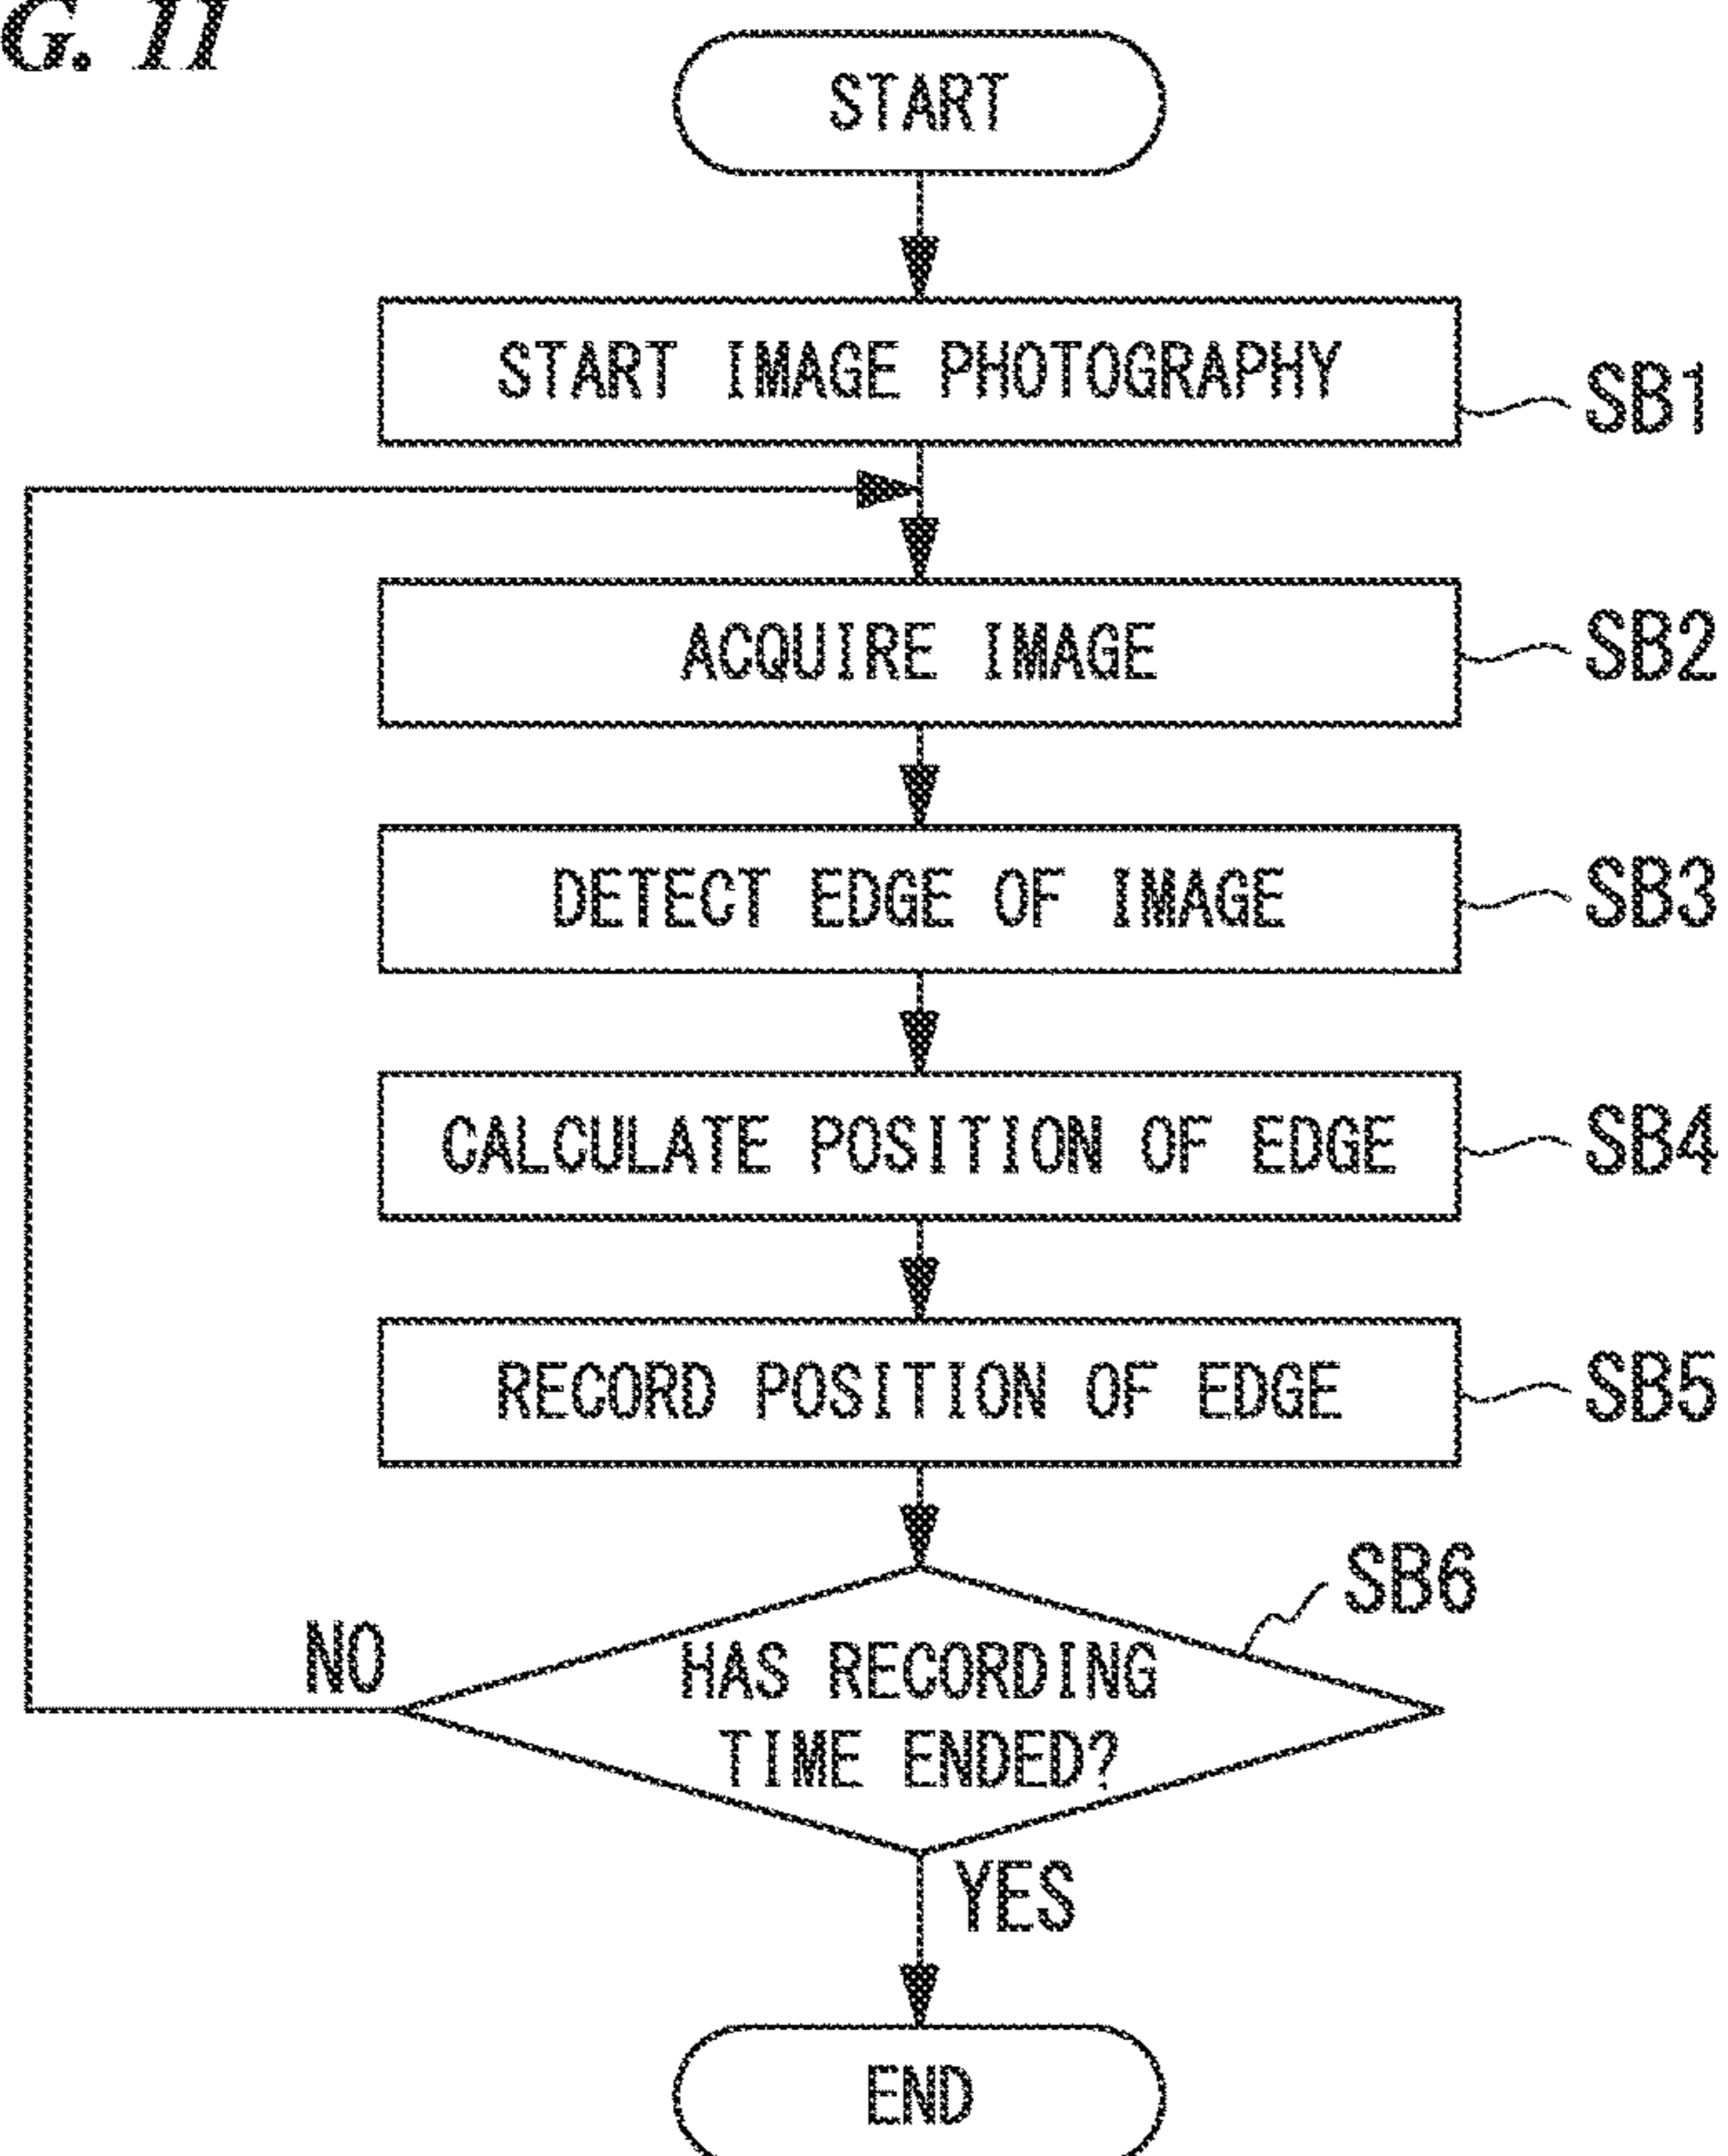 G. 11
START
START IMAGE PHOTOGRAPHY
SB1
ACQUIRE IMAGE
SB2
DETECT EDGE OF IMAGE
SB3
CALCULATE POSITION OF EDGE
SB4
RECORD POSITION OF EDGE
SB5
SB6
NO
HAS RECORDING
TIME ENDED?
YES
END